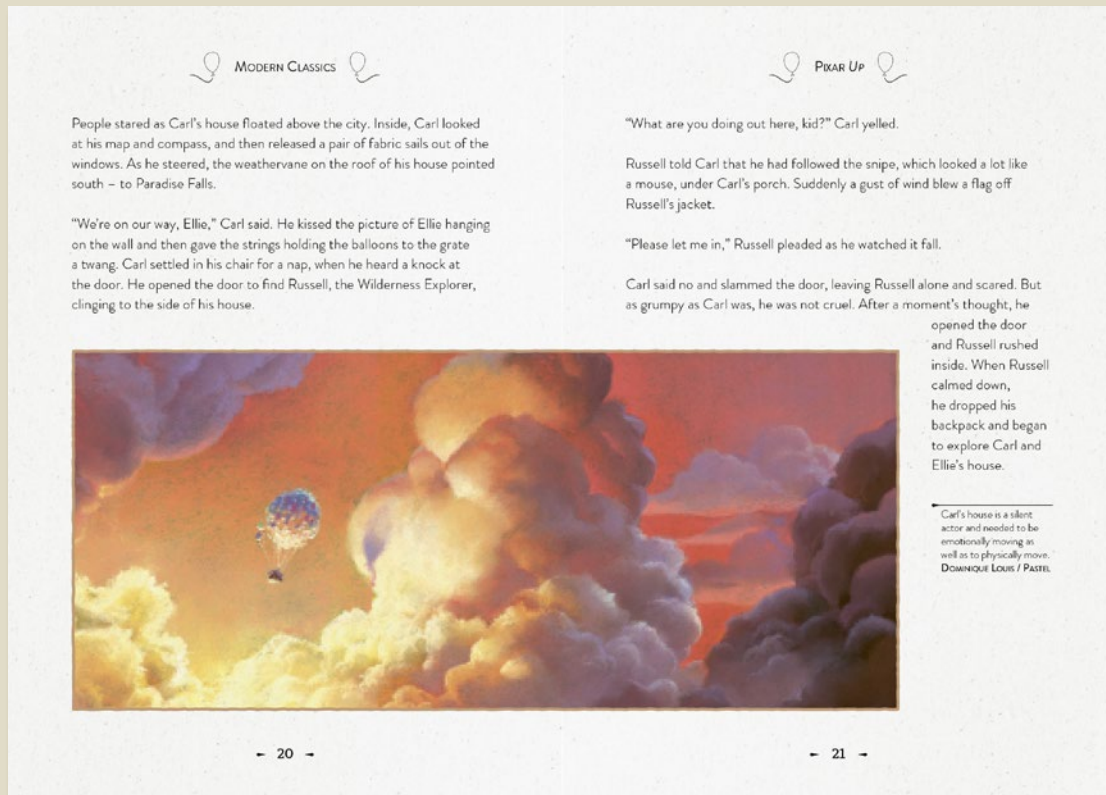 Modern Classics
People stared as Carl's house floated above the city. Inside, Carl looked
at his map and compass, and then released a pair of fabric sails out of the
windows. As he steered, the weathervane on the roof of his house pointed
south – to Paradise Falls.
“We're on our way, Ellie,” Carl said. He kissed the picture of Ellie hanging
on the wall and then gave the strings holding the balloons to the grate
a twang. Carl settled in his chair for a nap, when he heard a knock at
the door. He opened the door to find Russell, the Wilderness Explorer,
clinging to the side of his house.
20
Pixar Up
“What are you doing out here, kid?” Carl yelled.
Russell told Carl that he had followed the snipe, which looked a lot like
a mouse, under Carl's porch. Suddenly a gust of wind blew a flag off
Russell's jacket.
“Please let me in,” Russell pleaded as he watched it fall.
Carl said no and slammed the door, leaving Russell alone and scared. But
as grumpy as Carl was, he was not cruel. After a moment's thought, he
opened the door
and Russell rushed
inside. When Russell
calmed down,
he dropped his
backpack and began
to explore Carl and
Ellie's house.
Carl's house is a silent
actor and needed to be
emotionally moving as
well as to physically move.
Dominique Louis / Pastel
21